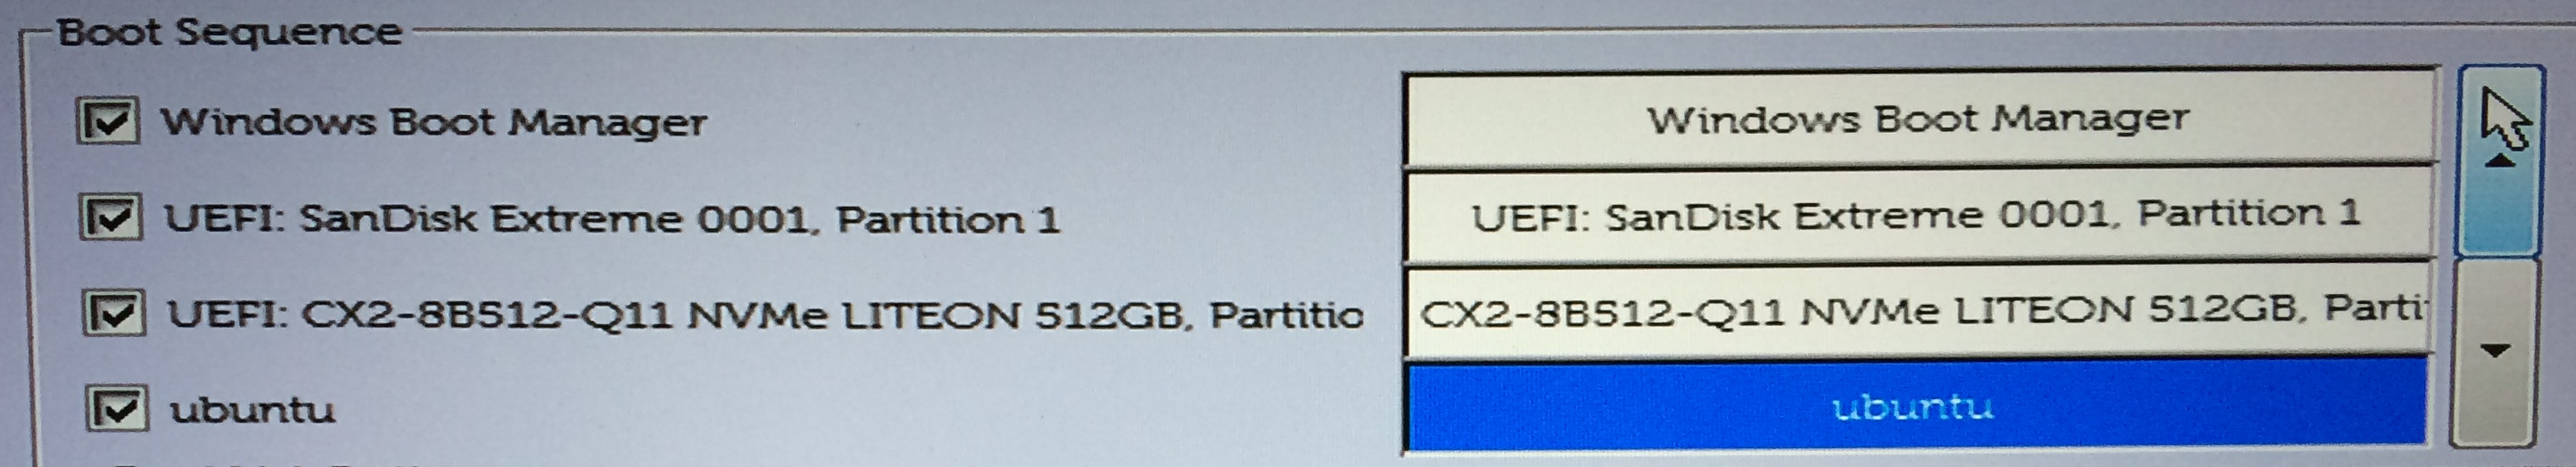 Boot Sequence
Windows Boot Manager
UEFI: SanDisk Extreme 0001, Partition 1
UEFI: CX2-8B512-Q11 NVMe LITEON 512GB, Partitio
ubuntu
Windows Boot Manager
UEFI: SanDisk Extreme 0001, Partition 1
CX2-8B512-Q11 NVMe LITEON 512GB, Parti
ubuntu